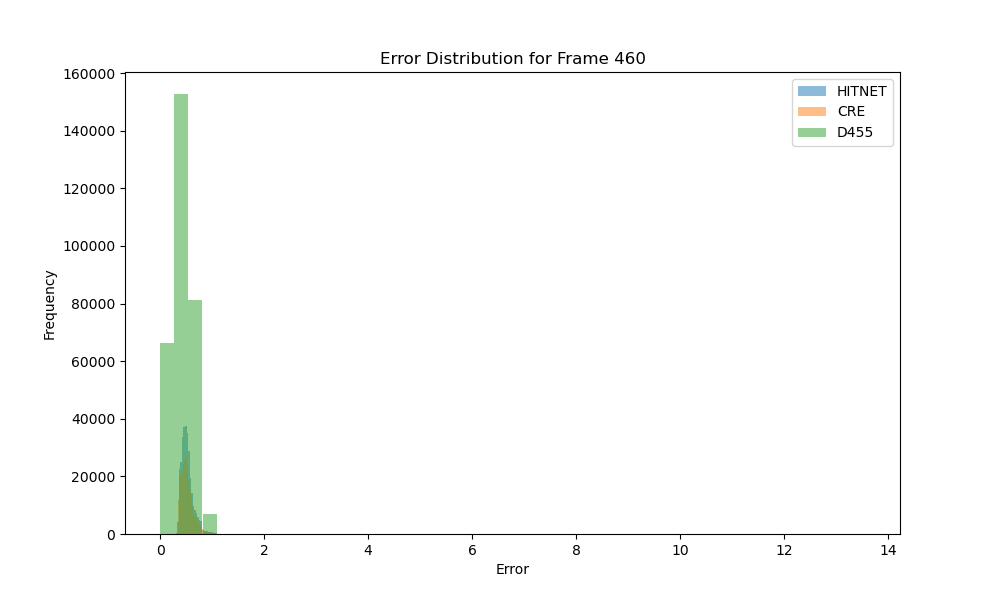 Error Distribution for Frame 460
160000
140000
120000
100000
80000
60000
40000
20000
0
Frequency
HITNET
CRE
D455
0 2 4 6 8 10 12 14
Error